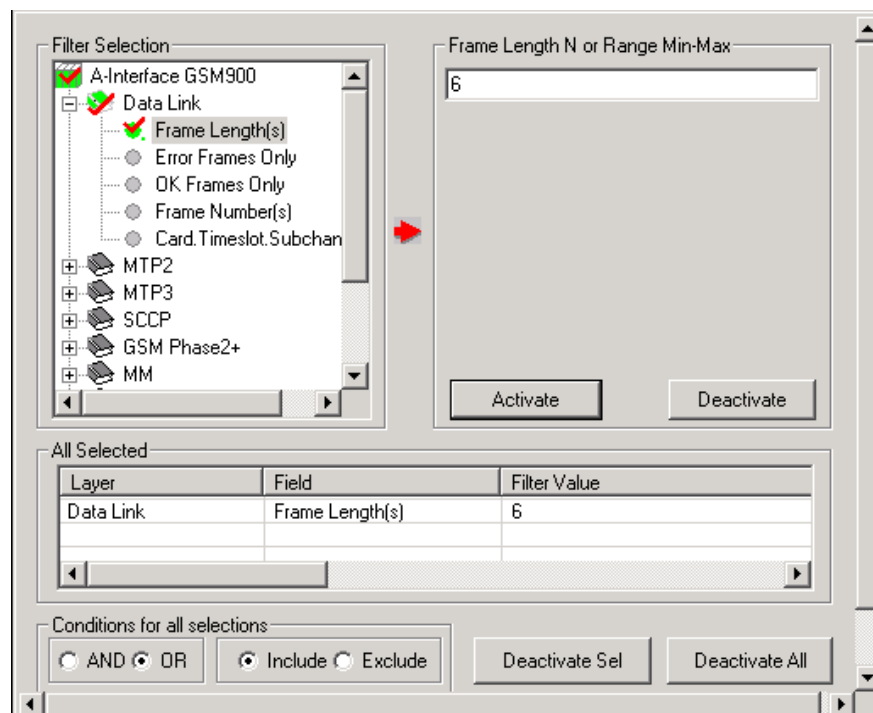 Filter Selection
A-Interface GSM900
Data Link
Frame Length(s)
Error Frames Only
OK Frames Only
Frame Number(s)
Card.Timeslot.Subchan
MTP2
MTP3
SCCP
GSM Phase2+
MM
Frame Length N or Range Min-Max
6
Activate Deactivate
All Selected
Layer Field Filter Value
Data Link Frame Length(s) 6
Conditions for all selections
AND OR Include Exclude Deactivate Sel Deactivate All